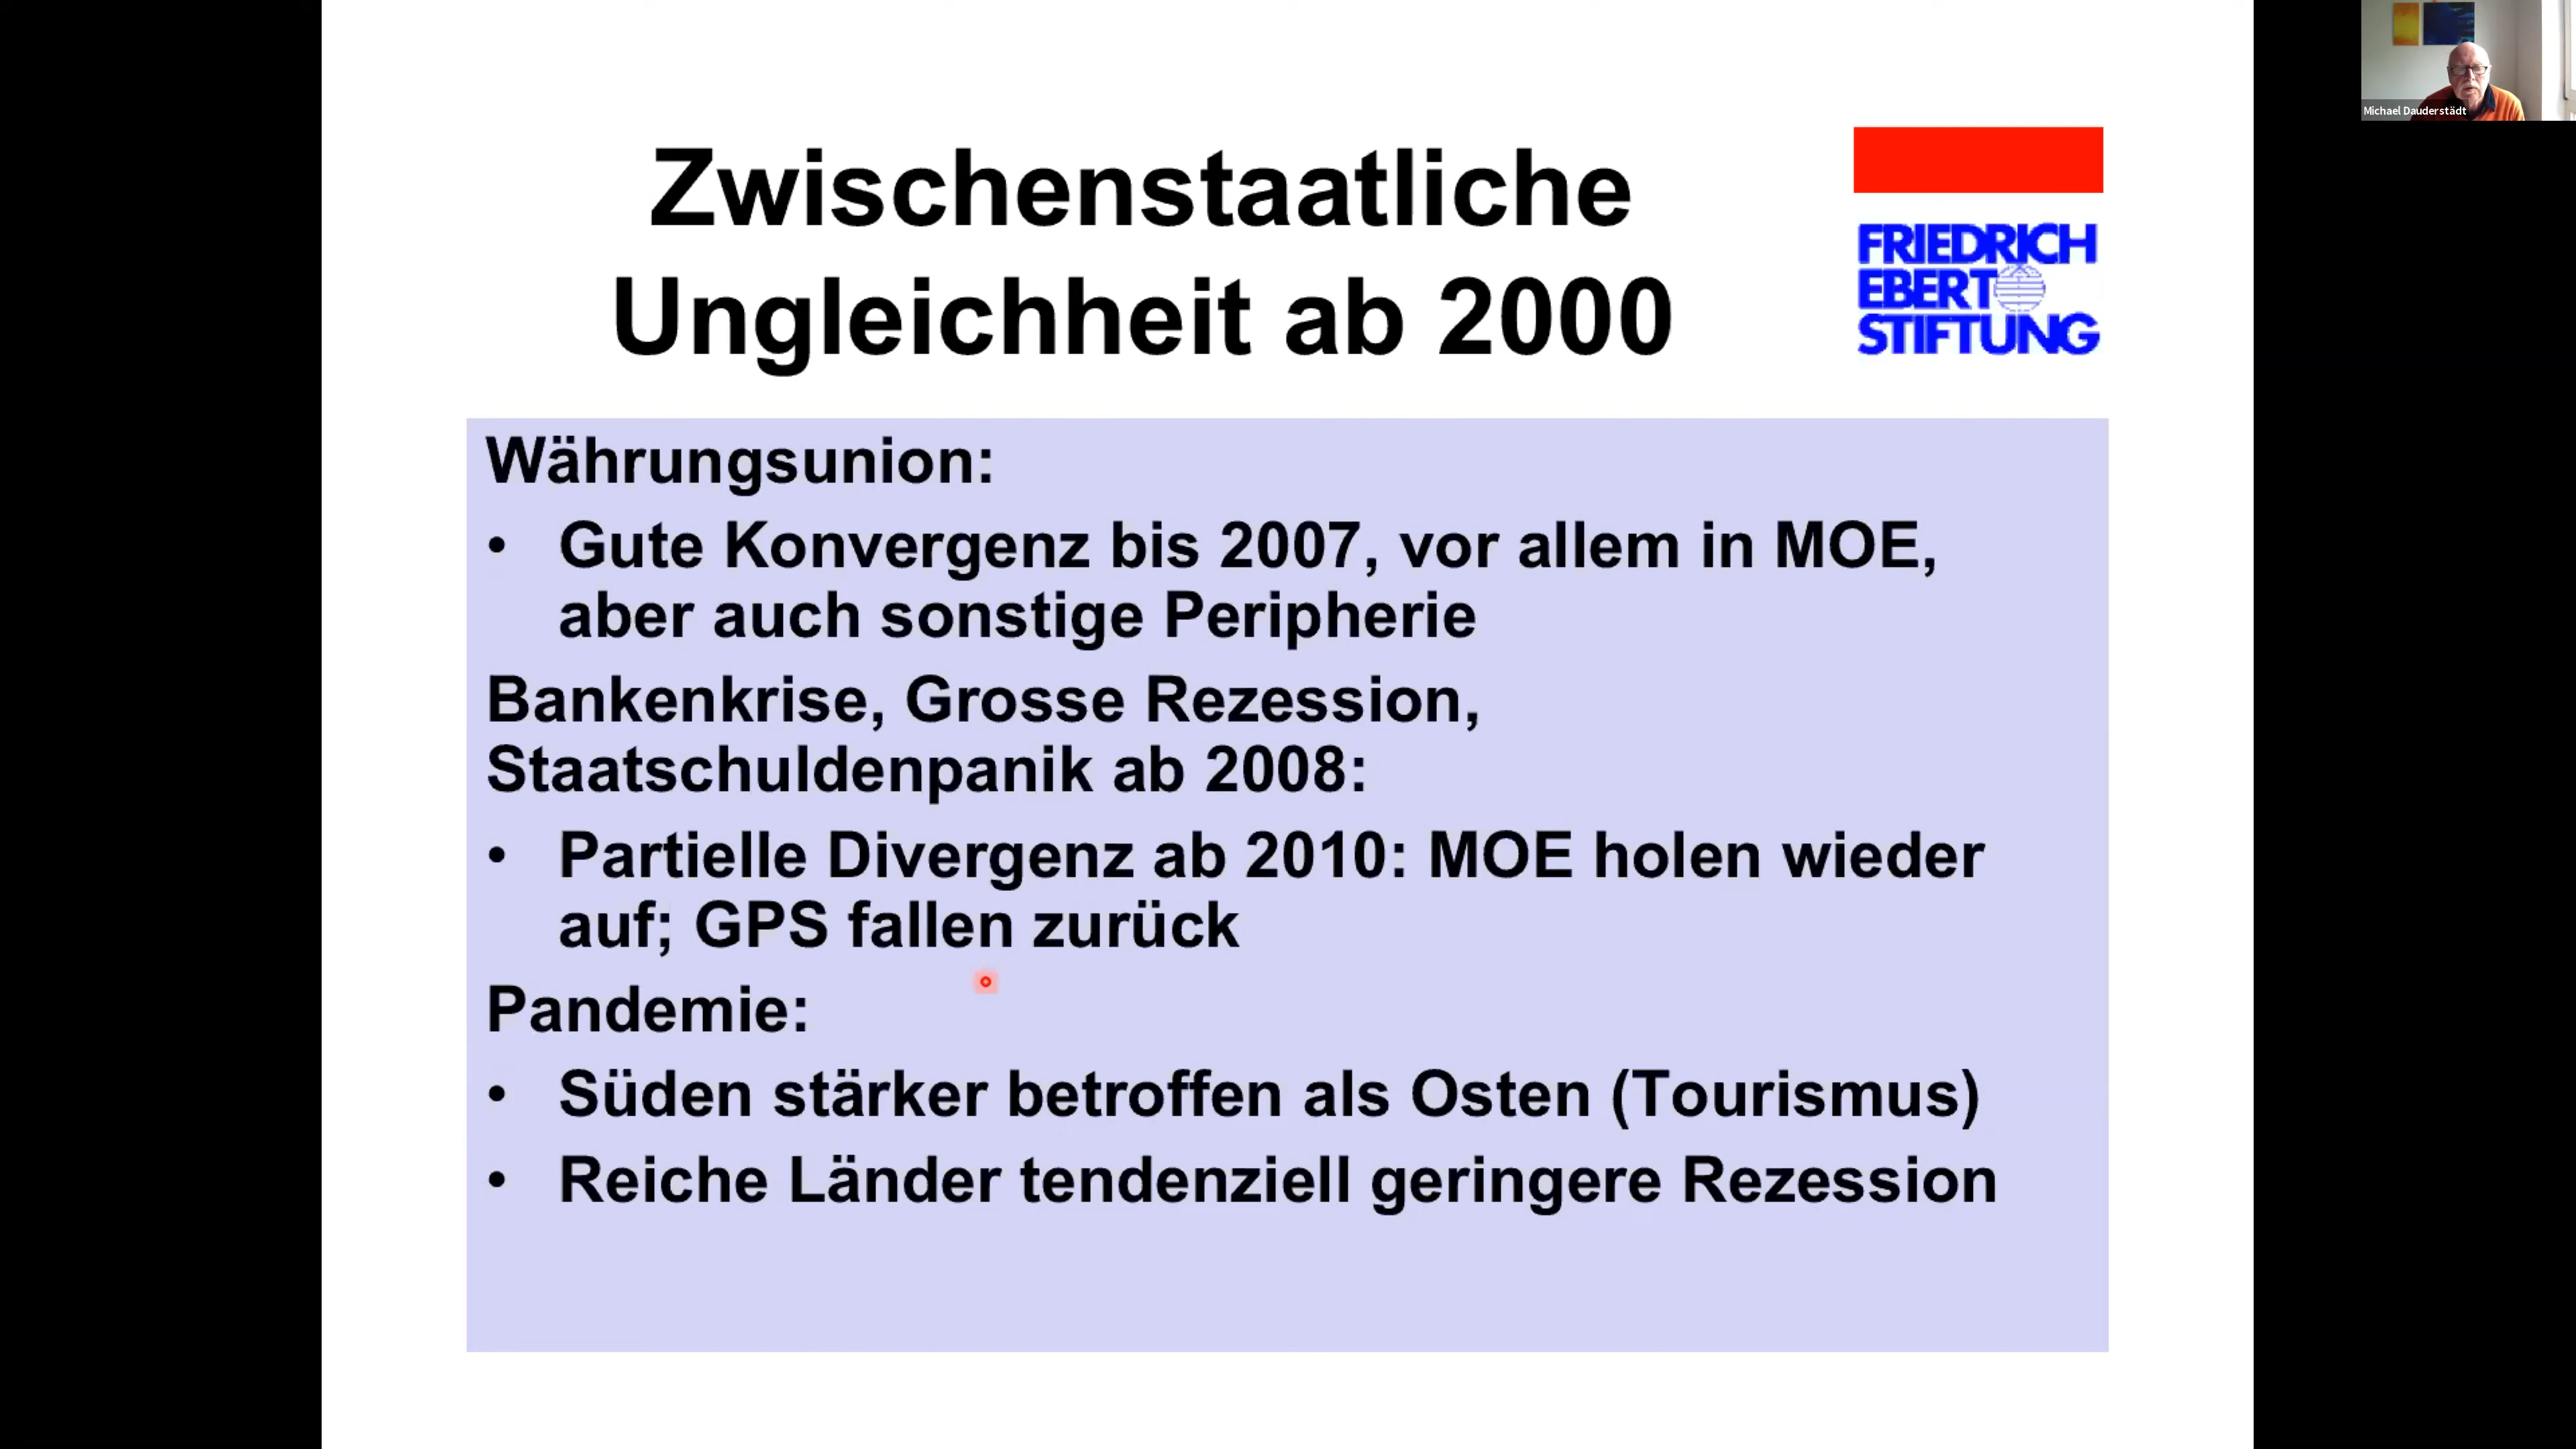 Zwischenstaatliche
Ungleichheit ab 2000
FRIEDRICH
EBERT
STIFTUNG
Währungsunion:
• Gute Konvergenz bis 2007, vor allem in MOE,
aber auch sonstige Peripherie
Bankenkrise, Grosse Rezession,
Staatschuldenpanik ab 2008:
• Partielle Divergenz ab 2010: MOE holen wieder
auf; GPS fallen zurück
Pandemie:
• Süden stärker betroffen als Osten (Tourismus)
• Reiche Länder tendenziell geringere Rezession
Michael Dauderstädt